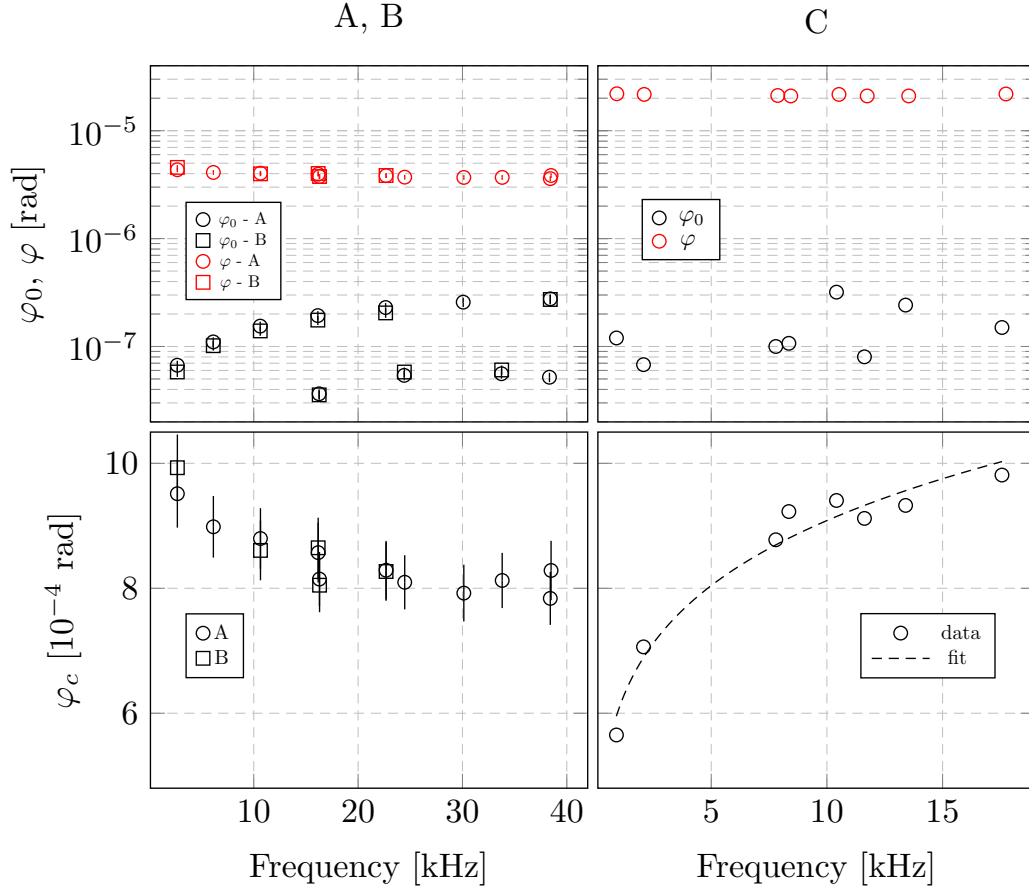 A, B
C
10⁻⁵
10⁻⁶
10⁻⁷
φ₀, φ [rad]
φ₀ - A
φ₀ - B
φ - A
φ - B
φ₀
φ
10
8
6
φ_c [10⁻⁴ rad]
A
B
data
fit
10 20 30 40
5 10 15
Frequency [kHz]
Frequency [kHz]